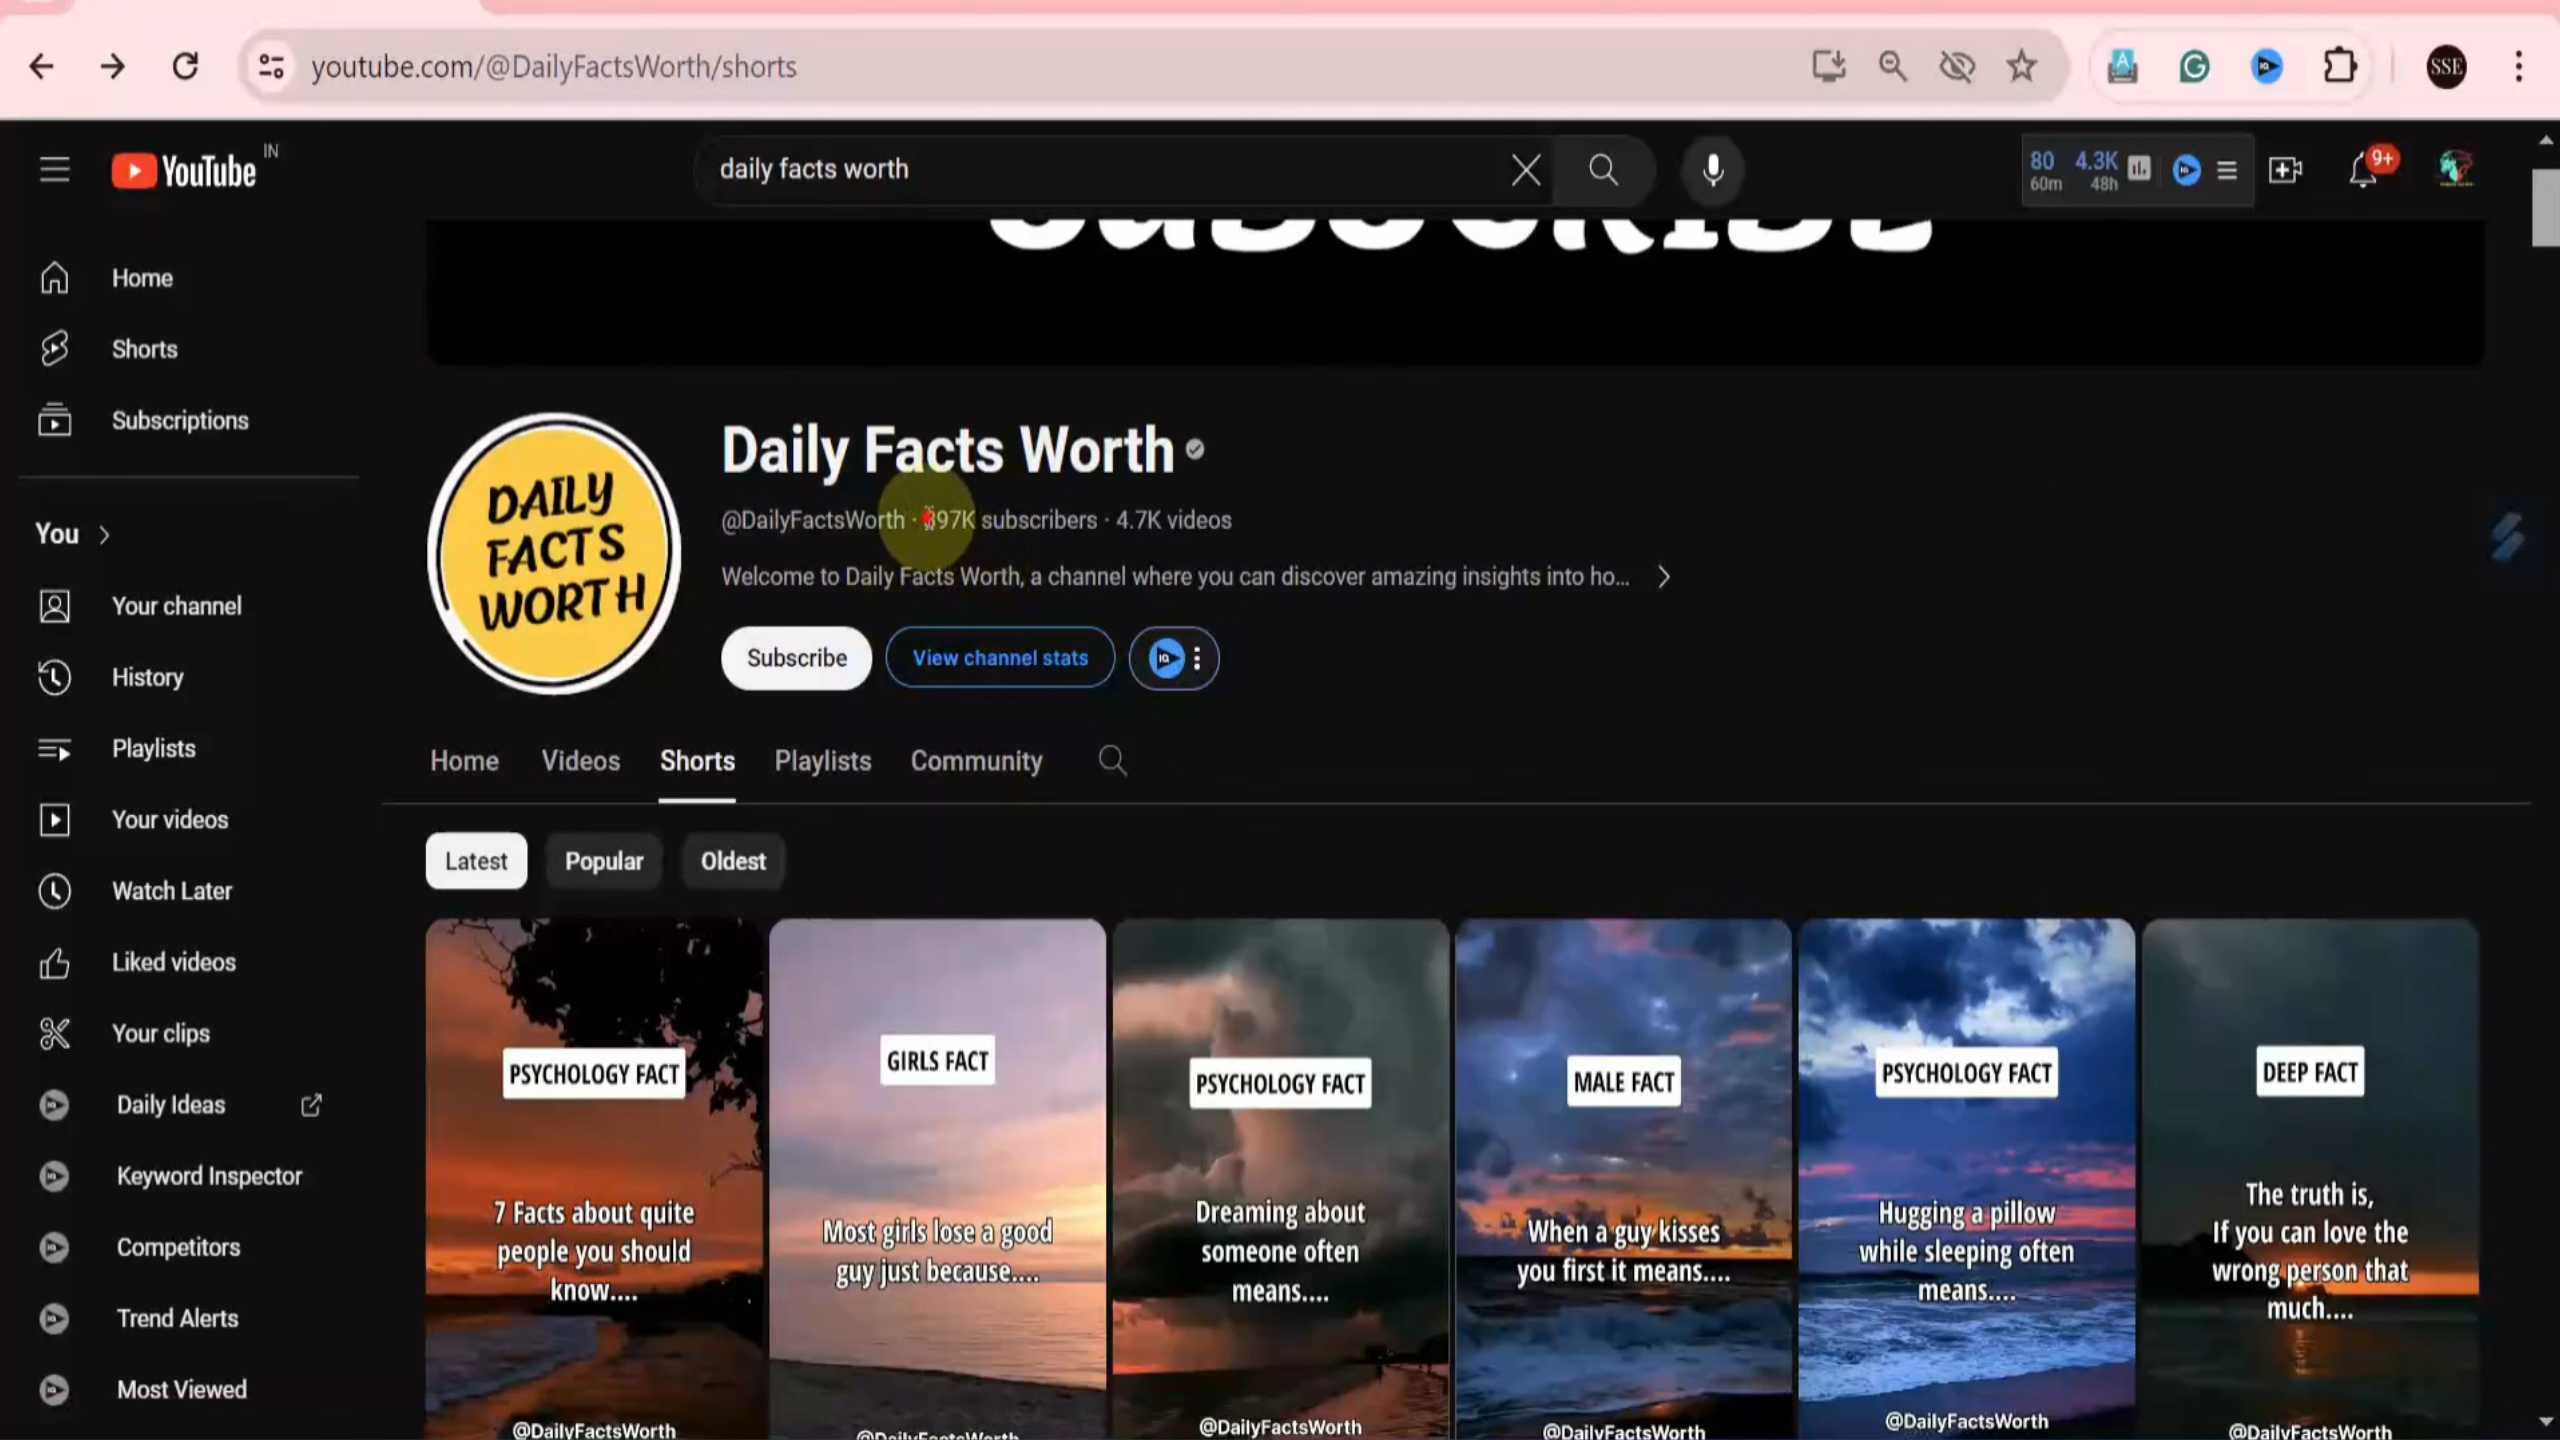 youtube.com/@DailyFactsWorth/shorts
SSE
YouTube IN
daily facts worth
80 4.3K
60m 48h
9+
Home
Shorts
Subscriptions
You
Your channel
History
Playlists
Your videos
Watch Later
Liked videos
Your clips
Daily Ideas
Keyword Inspector
Competitors
Trend Alerts
Most Viewed
SUBSCRIBE
DAILY
FACTS
WORTH
Daily Facts Worth
@DailyFactsWorth · subscribers · 4.7K videos
Welcome to Daily Facts Worth, a channel where you can discover amazing insights into ho...
Subscribe
View channel stats
IQ
Home Videos Shorts Playlists Community
Latest Popular Oldest
PSYCHOLOGY FACT
7 Facts about quite
people you should
know....
@DailyFactsWorth
GIRLS FACT
Most girls lose a good
guy just because....
@DailyFactsWorth
PSYCHOLOGY FACT
Dreaming about
someone often
means....
@DailyFactsWorth
MALE FACT
When a guy kisses
you first it means....
@DailyFactsWorth
PSYCHOLOGY FACT
Hugging a pillow
while sleeping often
means....
@DailyFactsWorth
DEEP FACT
The truth is,
If you can love the
wrong person that
much....
@DailyFactsWorth